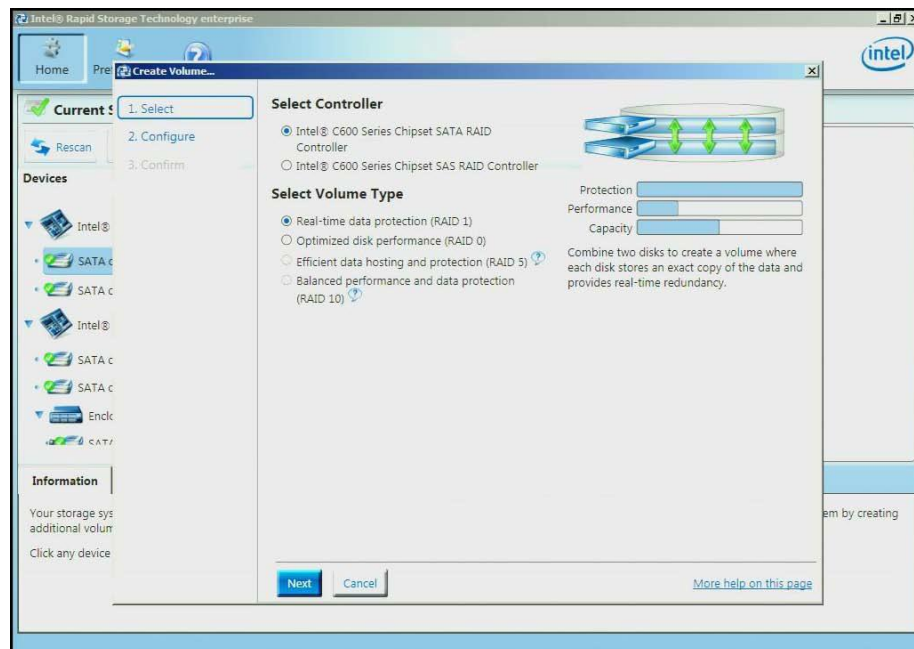 Intel® Rapid Storage Technology enterprise
Home
Create Volume...
intel
1. Select
2. Configure
3. Confirm
Rescan
Devices
Intel®
SATA
SATA
Intel®
SATA
SATA
Select Controller
Intel® C600 Series Chipset SATA RAID
Controller
Intel® C600 Series Chipset SAS RAID Controller
Select Volume Type
Real-time data protection (RAID 1)
Optimized disk performance (RAID 0)
Efficient data hosting and protection (RAID 5) ?
Balanced performance and data protection
(RAID 10) ?
Protection
Performance
Capacity
Combine two disks to create a volume where
each disk stores an exact copy of the data and
provides real-time redundancy.
Next
Cancel
More help on this page
Information
Your storage sys
em by creating
additional volum
Click any device